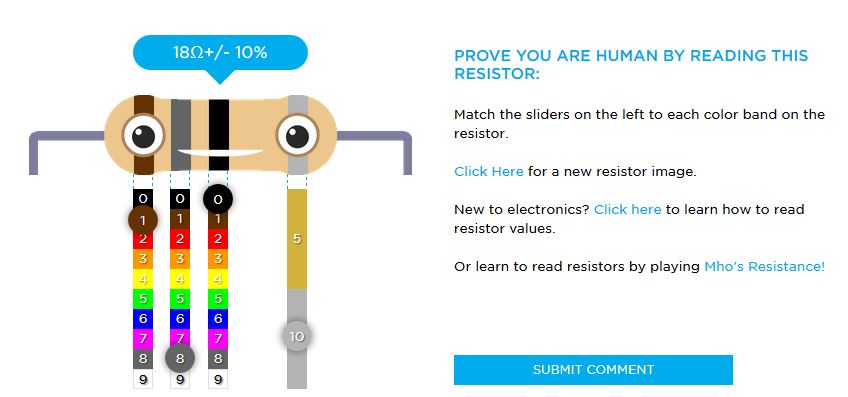 18Ω+/- 10%
PROVE YOU ARE HUMAN BY READING THIS
RESISTOR:
Match the sliders on the left to each color band on the
resistor.
Click Here for a new resistor image.
New to electronics? Click here to learn how to read
resistor values.
Or learn to read resistors by playing Mho's Resistance!
SUBMIT COMMENT
0 0 0
1 1 1
2 2 2
3 3 3 5
4 4 4
5 5 5
6 6 6
7 7 7 10
8 8 8
9 9 9